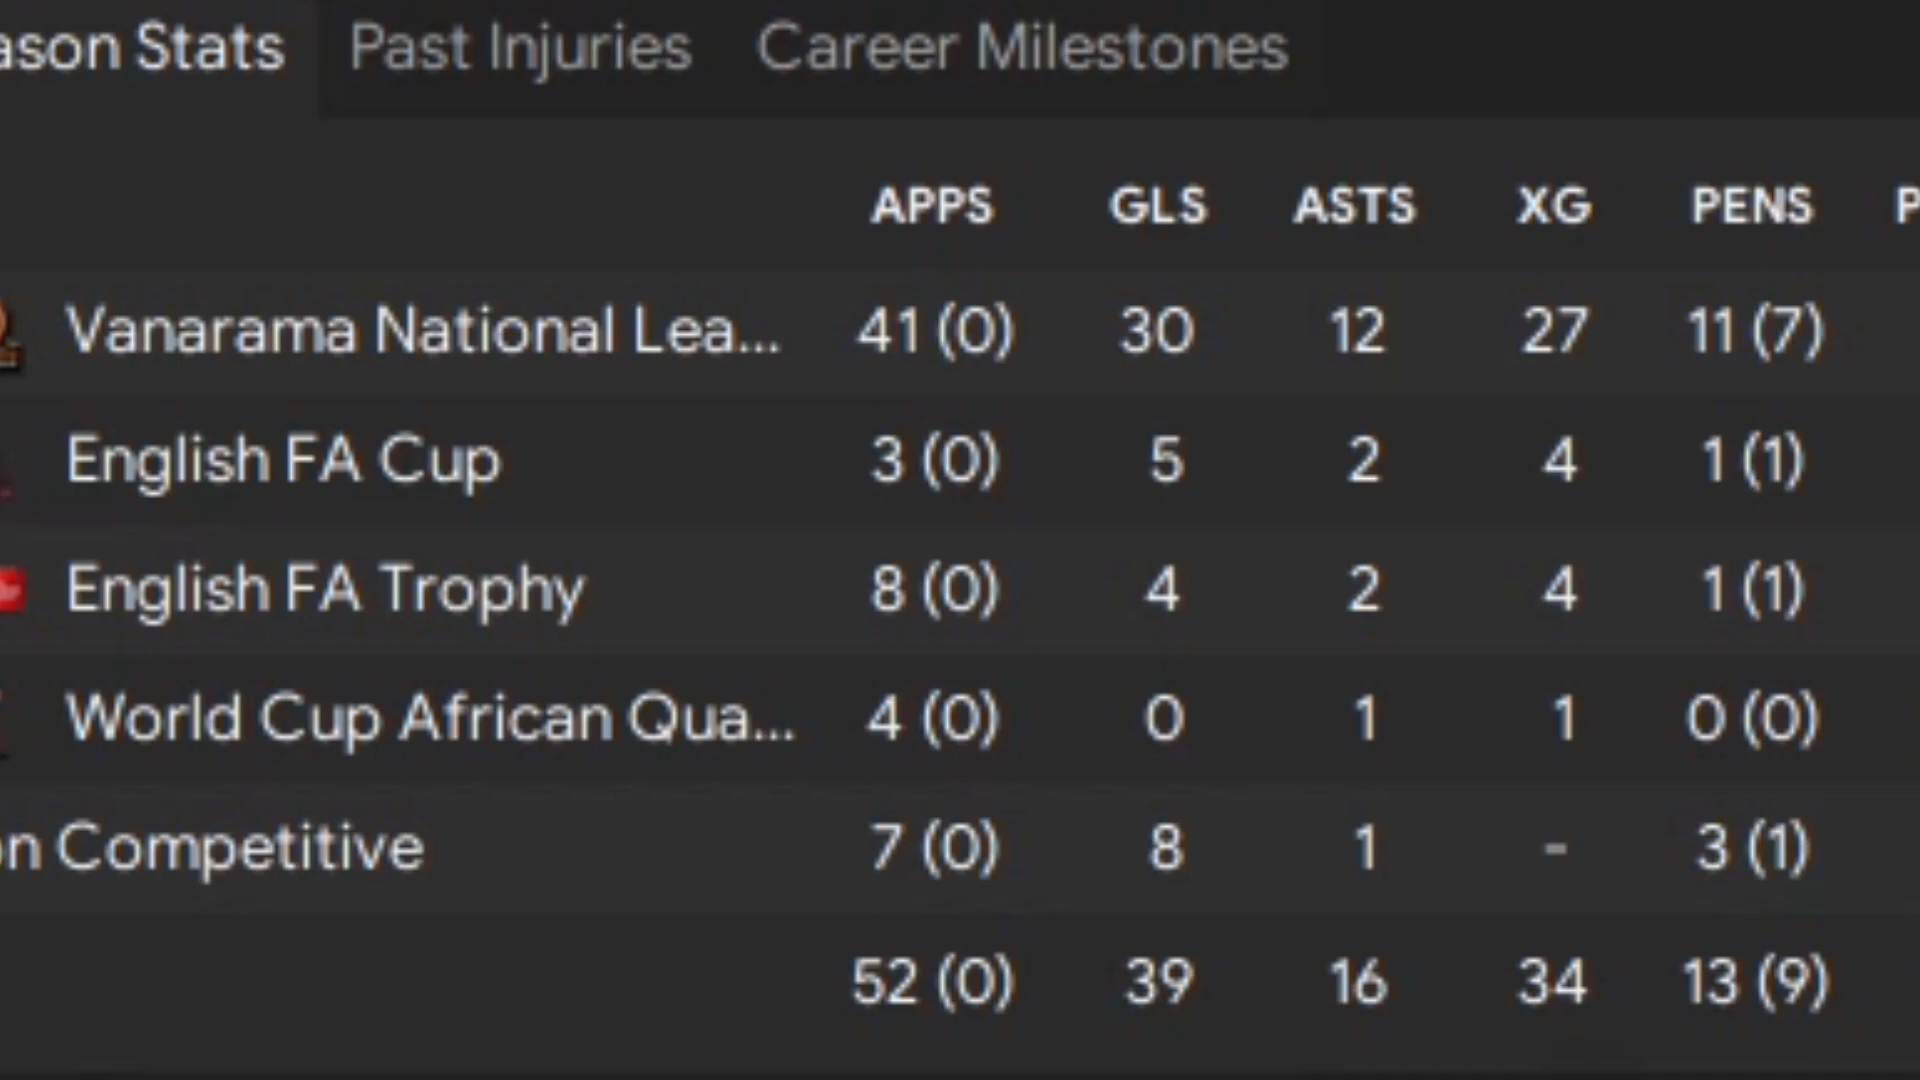 ason Stats Past Injuries Career Milestones
APPS GLS ASTS XG PENS P
Vanarama National Lea... 41 (0) 30 12 27 11 (7)
English FA Cup 3 (0) 5 2 4 1 (1)
English FA Trophy 8 (0) 4 2 4 1 (1)
World Cup African Qua... 4 (0) 0 1 1 0 (0)
on Competitive 7 (0) 8 1 - 3 (1)
52 (0) 39 16 34 13 (9)